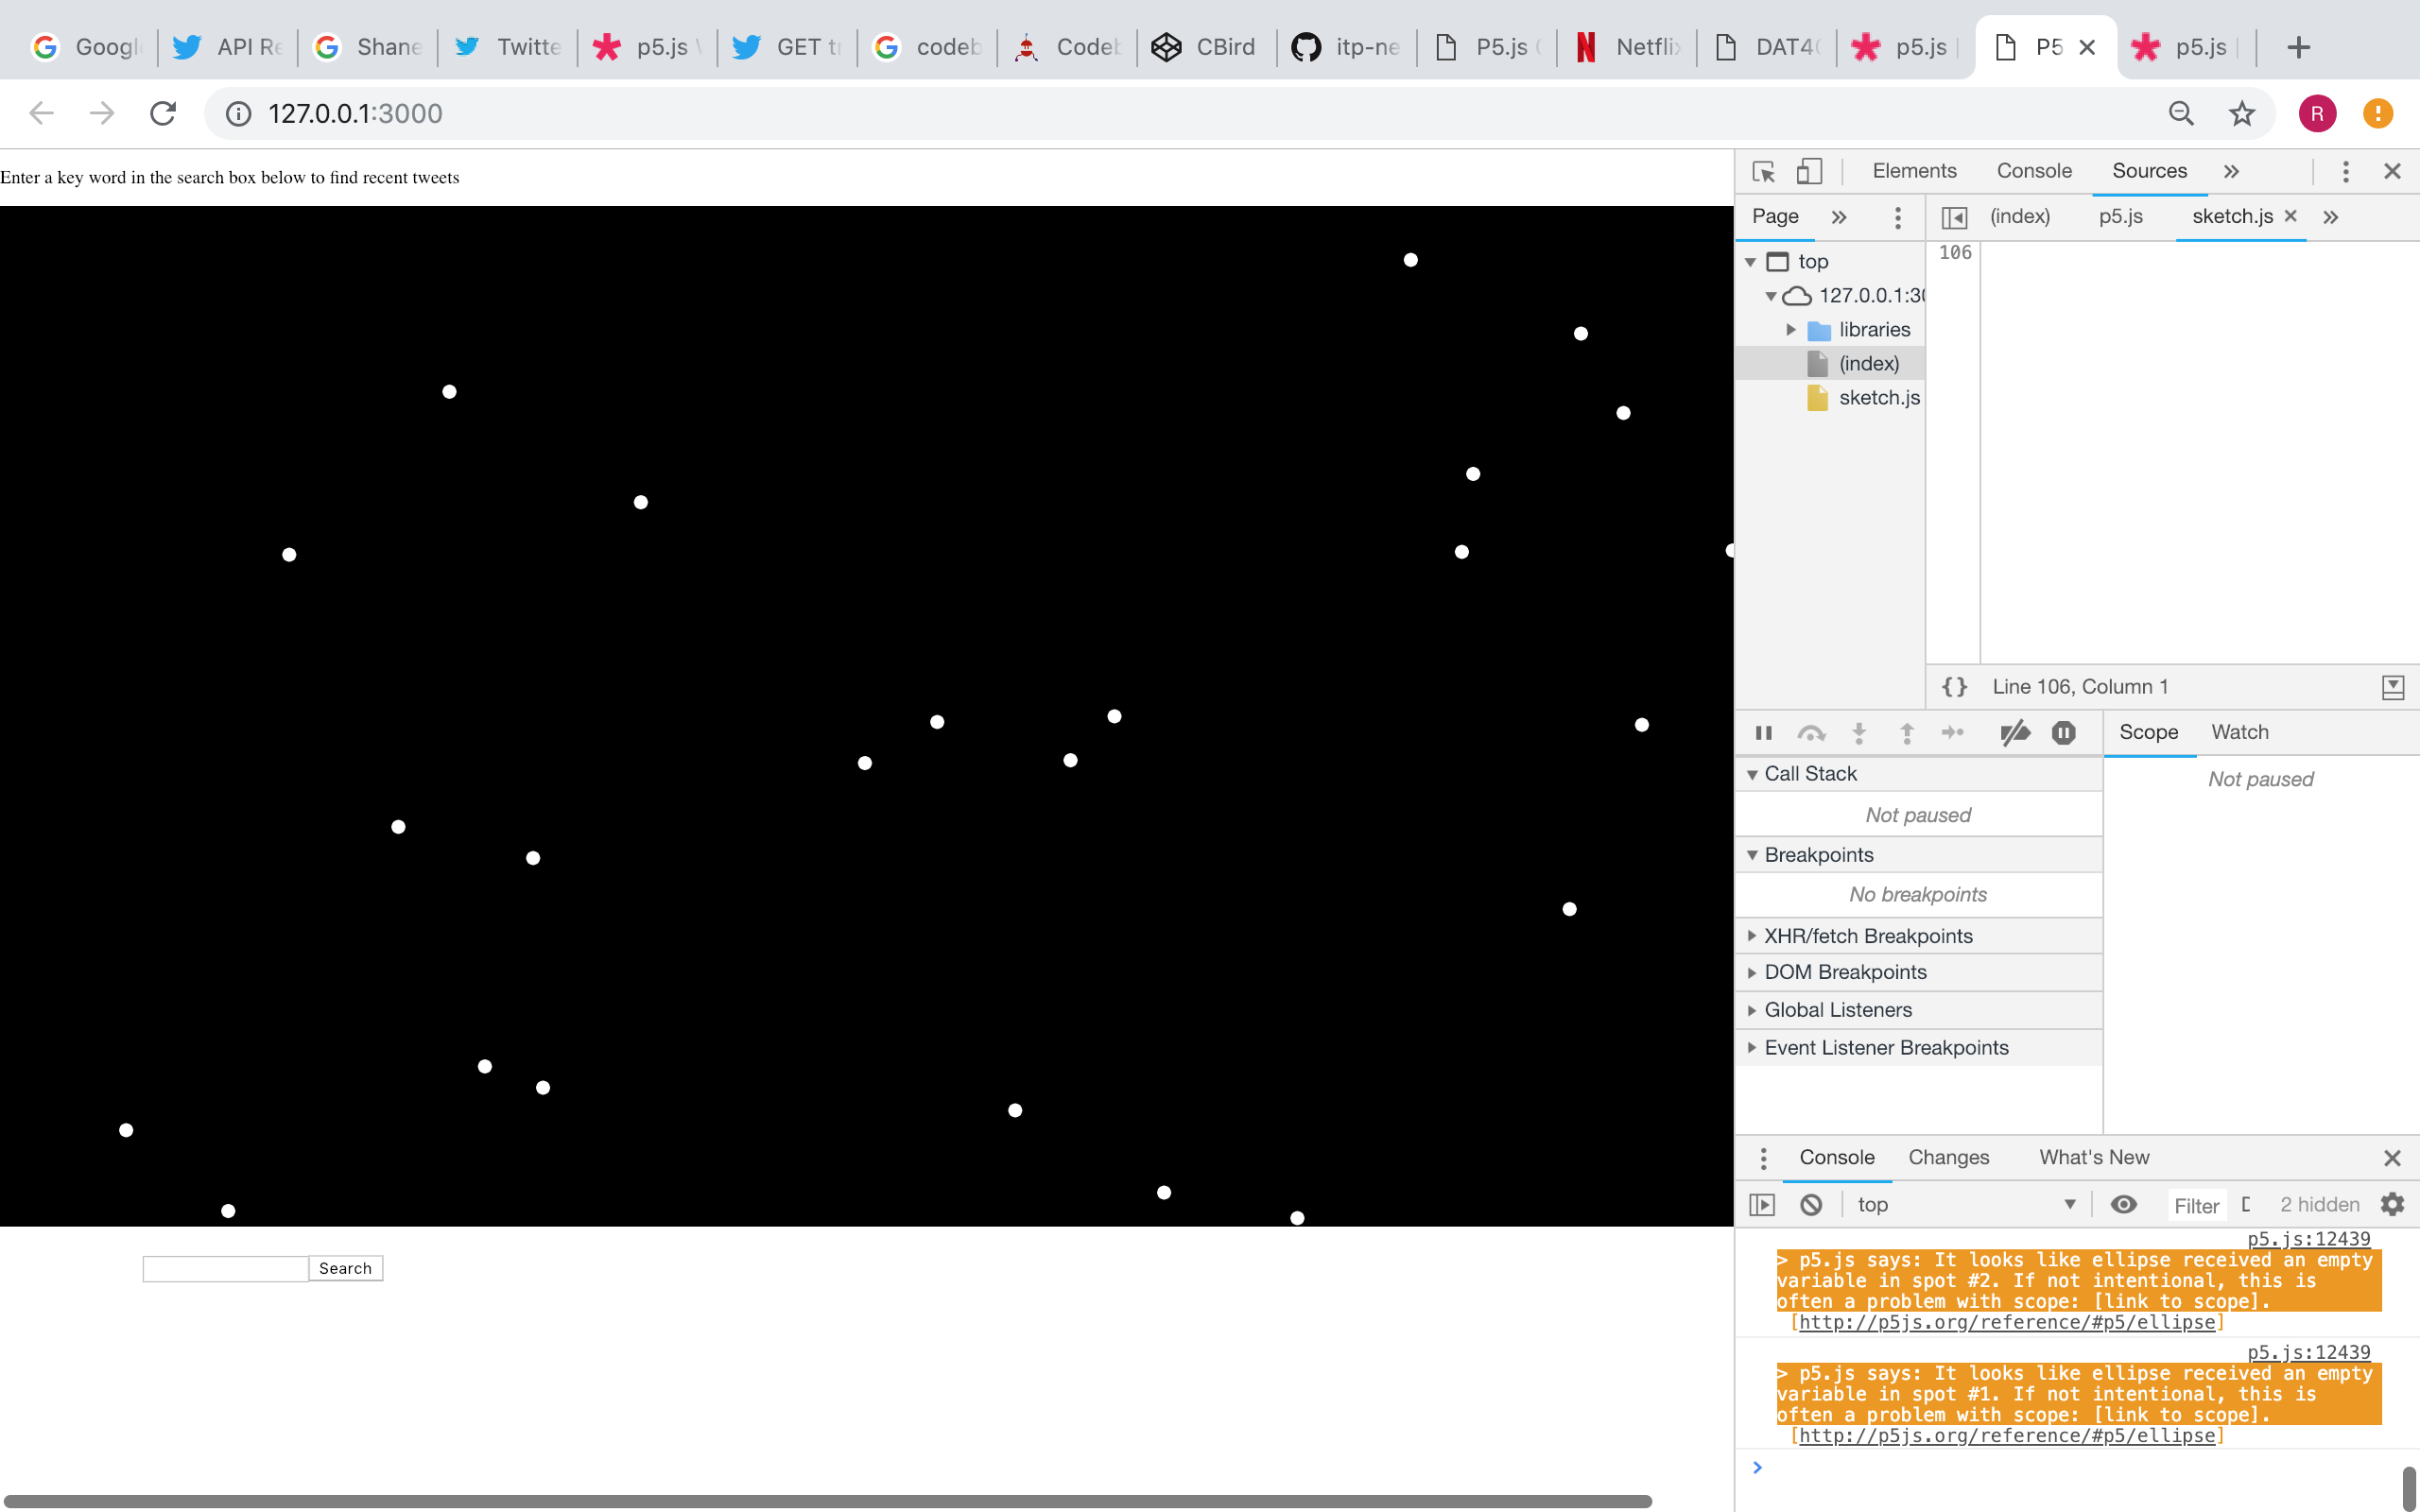 Googl API Re Shane Twitte p5.js GET t codeb Codeb CBird itp-ne P5.js Netfli DAT4 p5.js P5 p5.js
127.0.0.1:3000
R
Enter a key word in the search box below to find recent tweets
Search
Elements Console Sources
Page
(index) p5.js sketch.js
106
top
127.0.0.1:30
libraries
(index)
sketch.js
{} Line 106, Column 1
Scope Watch
Not paused
Call Stack
Not paused
Breakpoints
No breakpoints
XHR/fetch Breakpoints
DOM Breakpoints
Global Listeners
Event Listener Breakpoints
Console Changes What's New
top Filter 2 hidden
p5.js:12439
> p5.js says: It looks like ellipse received an empty
variable in spot #2. If not intentional, this is
often a problem with scope: [link to scope].
[http://p5js.org/reference/#p5/ellipse]
p5.js:12439
> p5.js says: It looks like ellipse received an empty
variable in spot #1. If not intentional, this is
often a problem with scope: [link to scope].
[http://p5js.org/reference/#p5/ellipse]
>